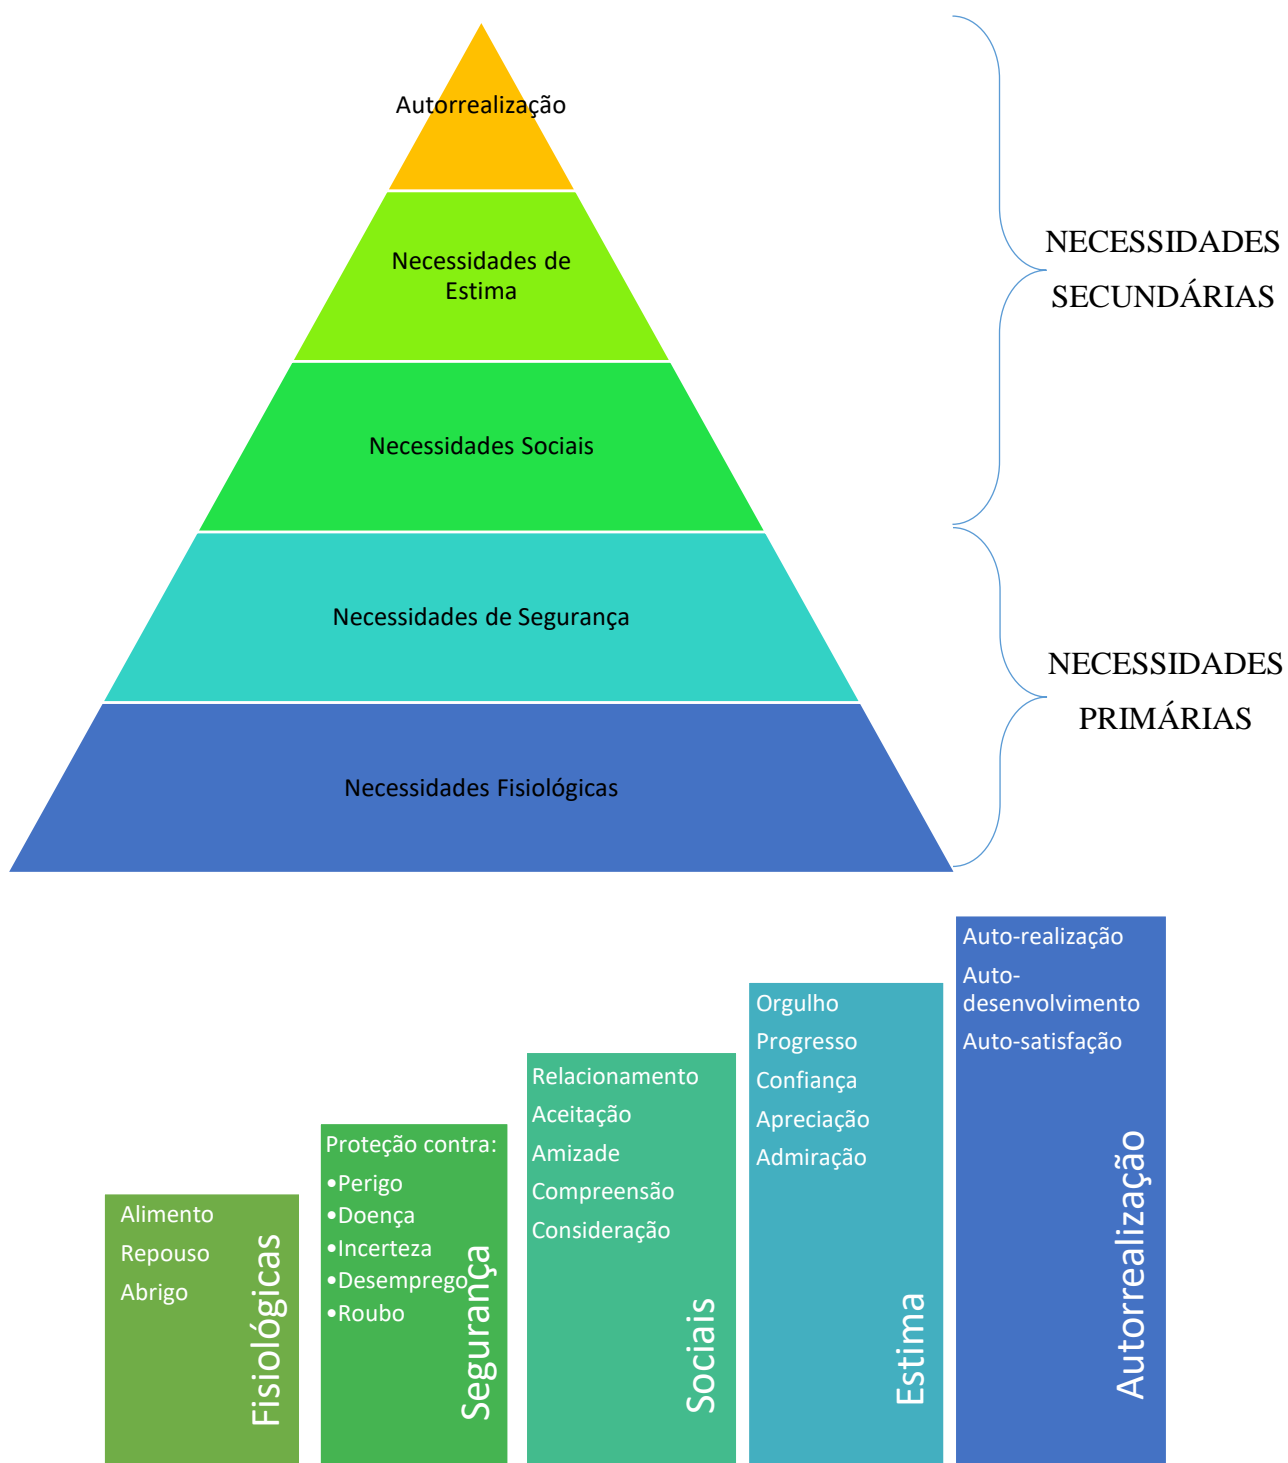 Autorrealização
Necessidades de
Estima
Necessidades Sociais
Necessidades de Segurança
Necessidades Fisiológicas
NECESSIDADES
SECUNDÁRIAS
NECESSIDADES
PRIMÁRIAS
Alimento
Repouso
Abrigo
Fisiológicas
Proteção contra:
•Perigo
•Doença
•Incerteza
•Desemprego
•Roubo
Segurança
Relacionamento
Aceitação
Amizade
Compreensão
Consideração
Sociais
Orgulho
Progresso
Confiança
Apreciação
Admiração
Estima
Auto-realização
Auto-
desenvolvimento
Auto-satisfação
Autorrealização